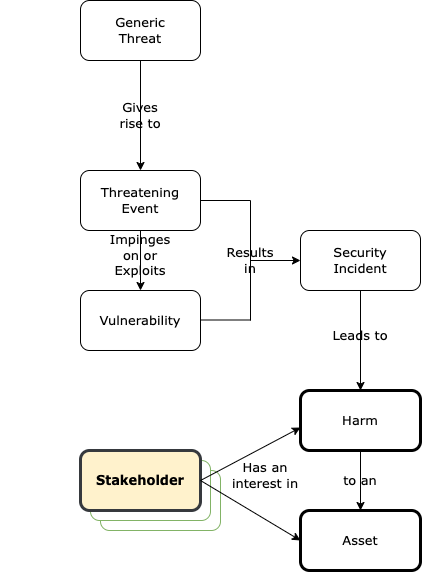 Generic
Threat
Gives
rise to
Threatening
Event
Impinges
on or
Exploits
Vulnerability
Results
in
Security
Incident
Leads to
Harm
Stakeholder
Has an
interest in
to an
Asset